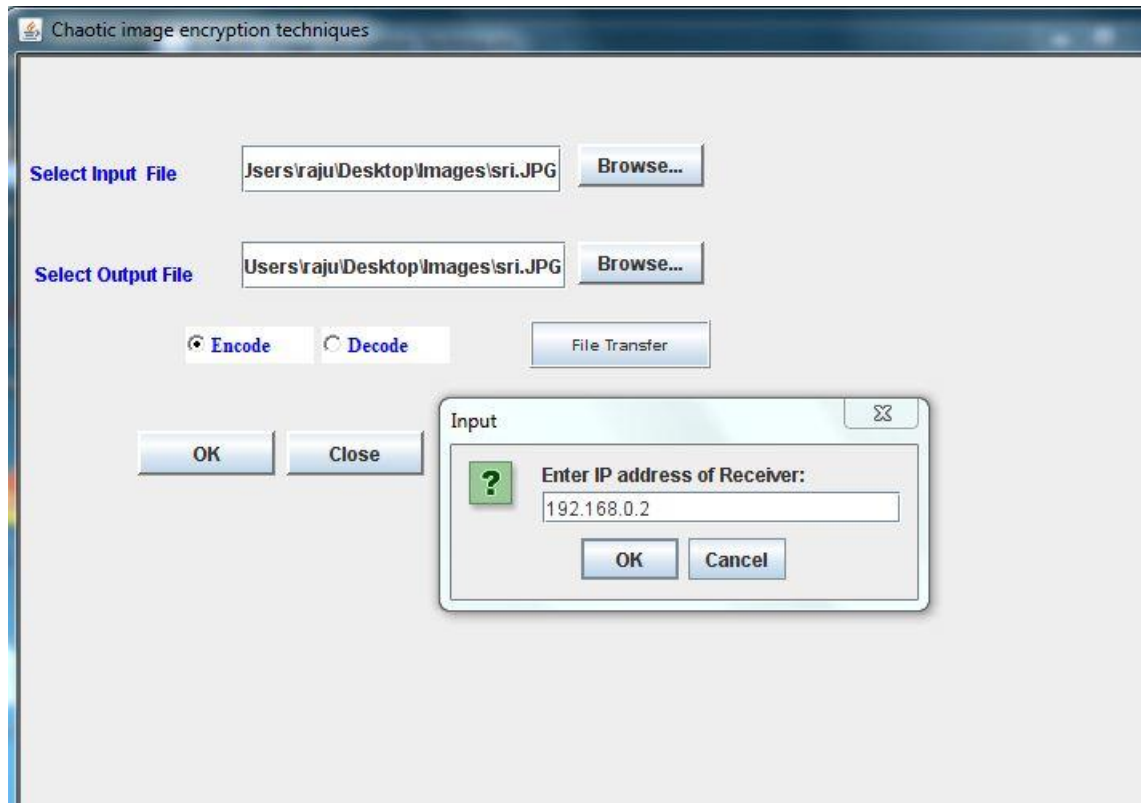 Chaotic image encryption techniques
Select Input File
Jsers\raju\Desktop\Images\sri.JPG
Browse...
Select Output File
Users\raju\Desktop\Images\sri.JPG
Browse...
Encode
Decode
File Transfer
OK
Close
Input
Enter IP address of Receiver:
192.168.0.2
OK
Cancel